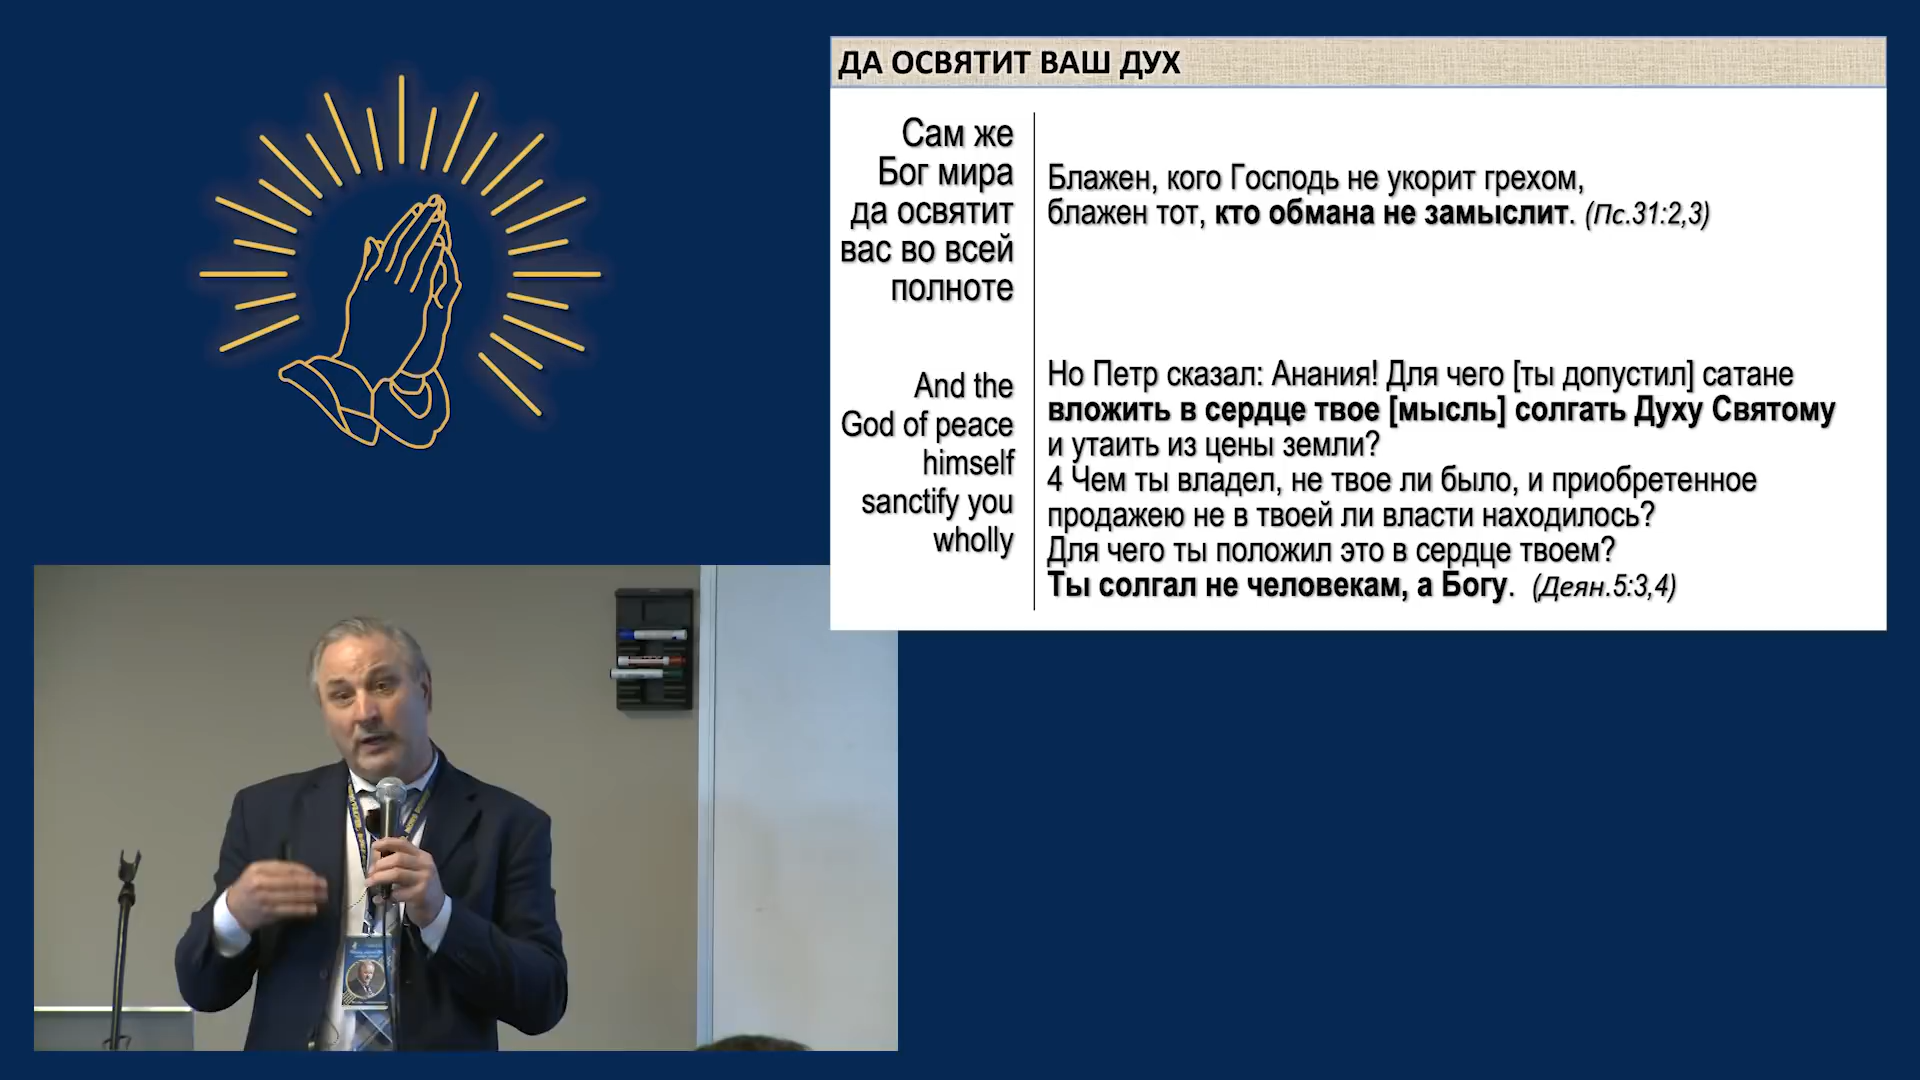 ДА ОСВЯТИТ ВАШ ДУХ
Сам же
Бог мира
да освятит
вас во всей
полноте
And the
God of peace
himself
sanctify you
wholly
Блажен, кого Господь не укорит грехом,
блажен тот, кто обмана не замыслит. (Пс.31:2,3)
Но Петр сказал: Анания! Для чего [ты допустил] сатане
вложить в сердце твое [мысль] солгать Духу Святому
и утаить из цены земли?
4 Чем ты владел, не твое ли было, и приобретенное
продажею не в твоей ли власти находилось?
Для чего ты положил это в сердце твоем?
Ты солгал не человекам, а Богу. (Деян.5:3,4)